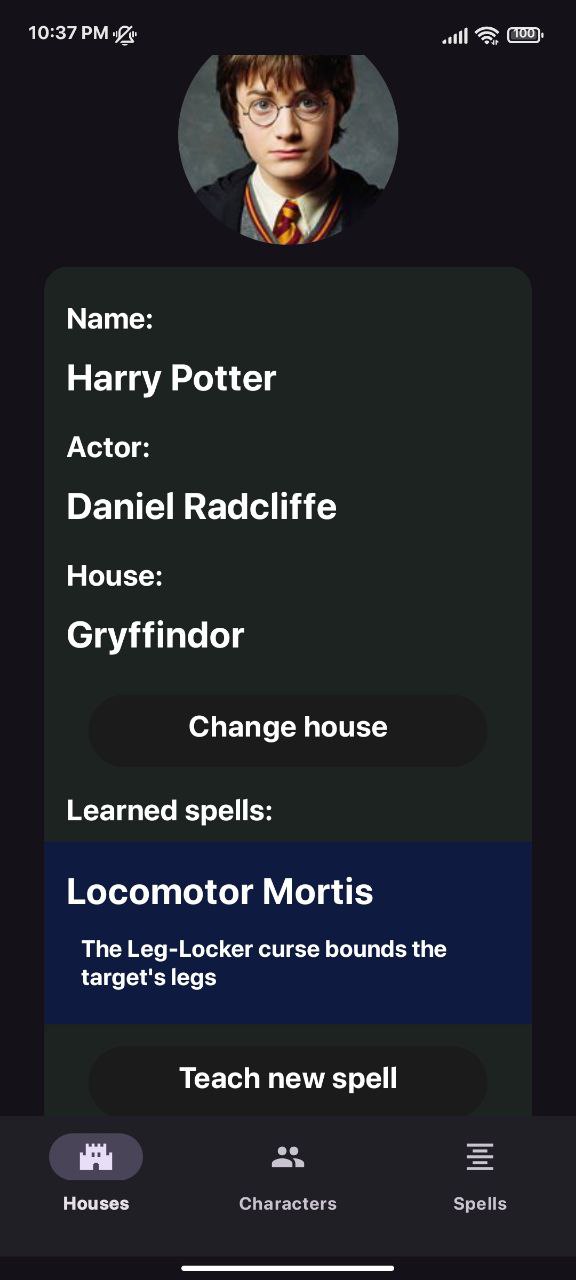 10:37 PM
100
Name:
Harry Potter
Actor:
Daniel Radcliffe
House:
Gryffindor
Change house
Learned spells:
Locomotor Mortis
The Leg-Locker curse bounds the
target's legs
Teach new spell
Houses
Characters
Spells